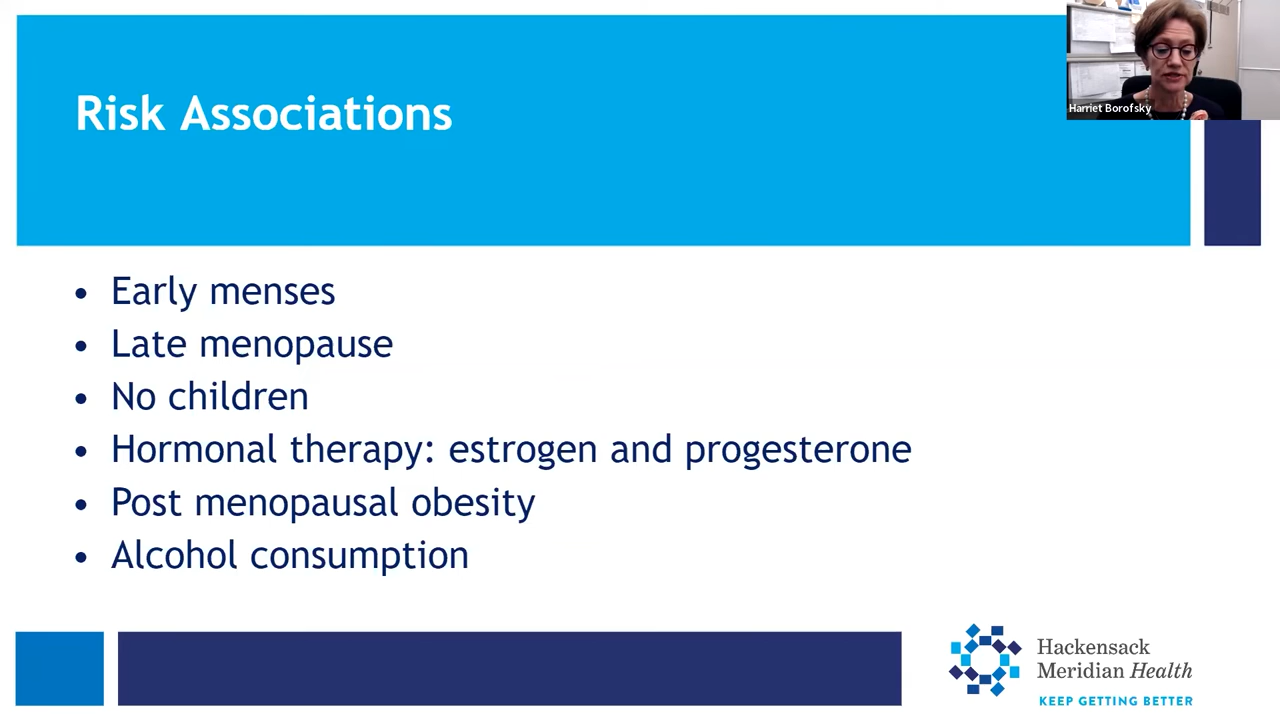 Risk Associations
Harriet Borofsky
• Early menses
• Late menopause
• No children
• Hormonal therapy: estrogen and progesterone
• Post menopausal obesity
• Alcohol consumption
Hackensack
Meridian Health
KEEP GETTING BETTER